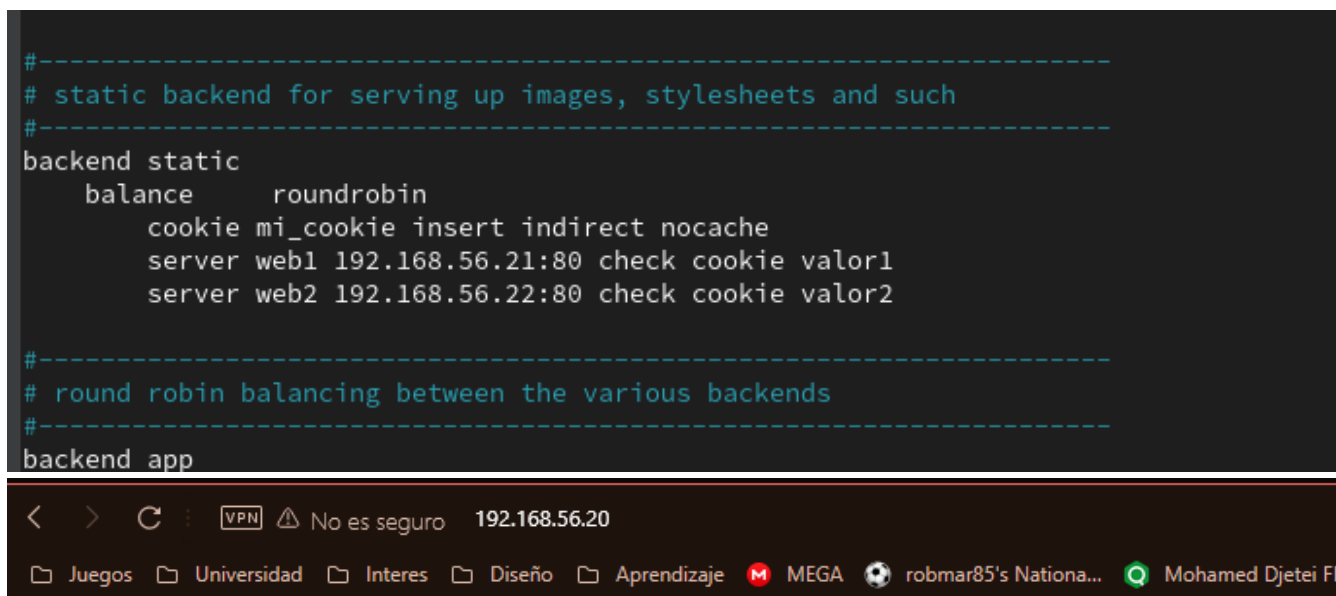 #---------------------------------------------------------------------
# static backend for serving up images, stylesheets and such
#---------------------------------------------------------------------
backend static
    balance     roundrobin
        cookie mi_cookie insert indirect nocache
        server web1 192.168.56.21:80 check cookie valor1
        server web2 192.168.56.22:80 check cookie valor2

#---------------------------------------------------------------------
# round robin balancing between the various backends
#---------------------------------------------------------------------
backend app
VPN No es seguro 192.168.56.20
Juegos Universidad Interes Diseño Aprendizaje M MEGA robmar85's Nationa... Q Mohamed Djetei